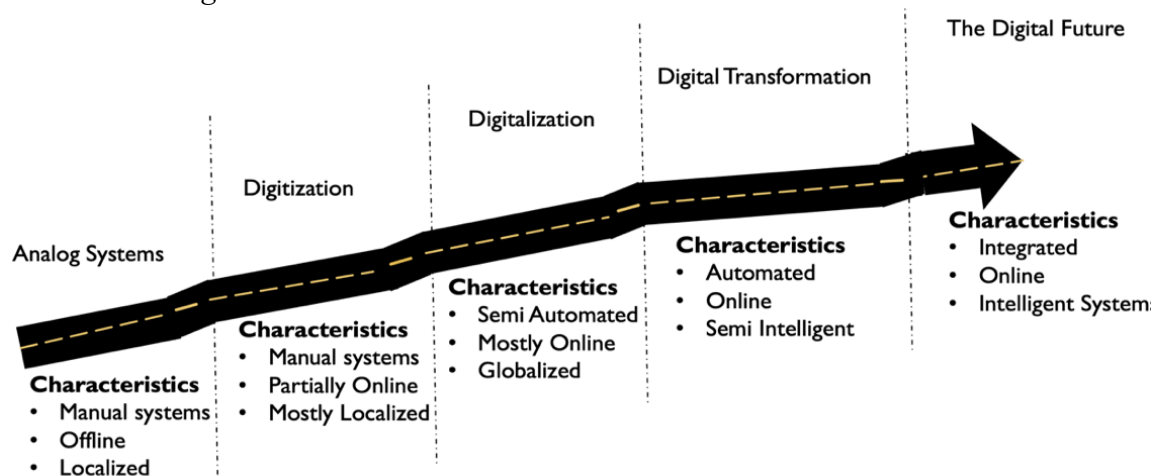 The Digital Future
Digital Transformation
Digitalization
Digitization
Analog Systems
Characteristics
• Manual systems
• Offline
• Localized
Characteristics
• Manual systems
• Partially Online
• Mostly Localized
Characteristics
• Semi Automated
• Mostly Online
• Globalized
Characteristics
• Automated
• Online
• Semi Intelligent
Characteristics
• Integrated
• Online
• Intelligent Systems